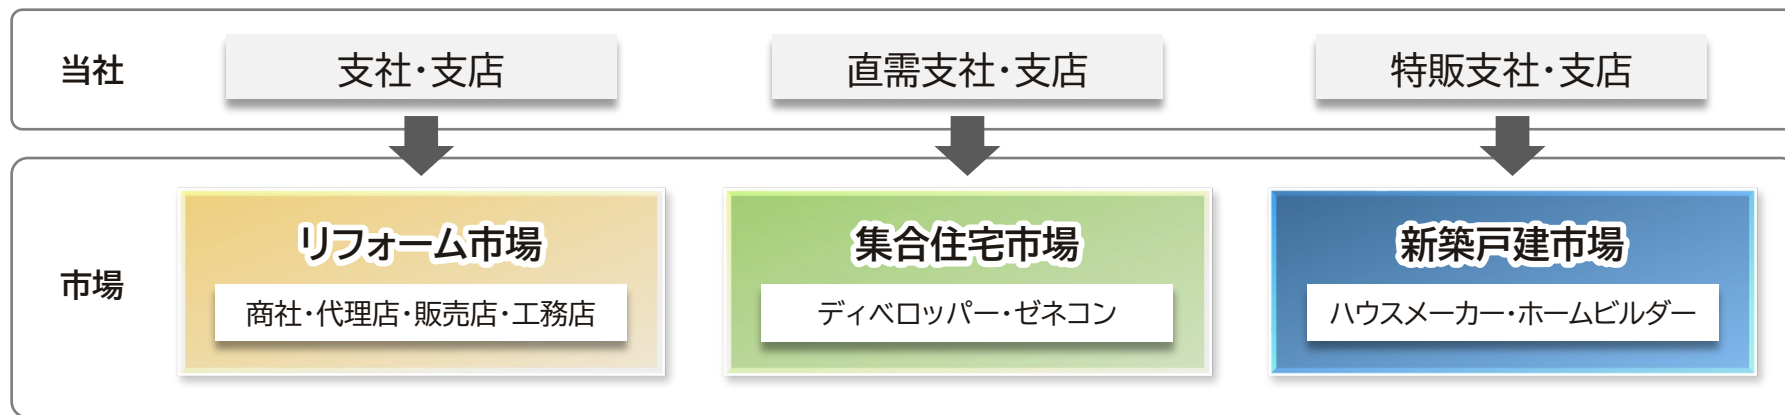 当社
支社・支店
直需支社・支店
特販支社・支店
市場
リフォーム市場
商社・代理店・販売店・工務店
集合住宅市場
ディベロッパー・ゼネコン
新築戸建市場
ハウスメーカー・ホームビルダー